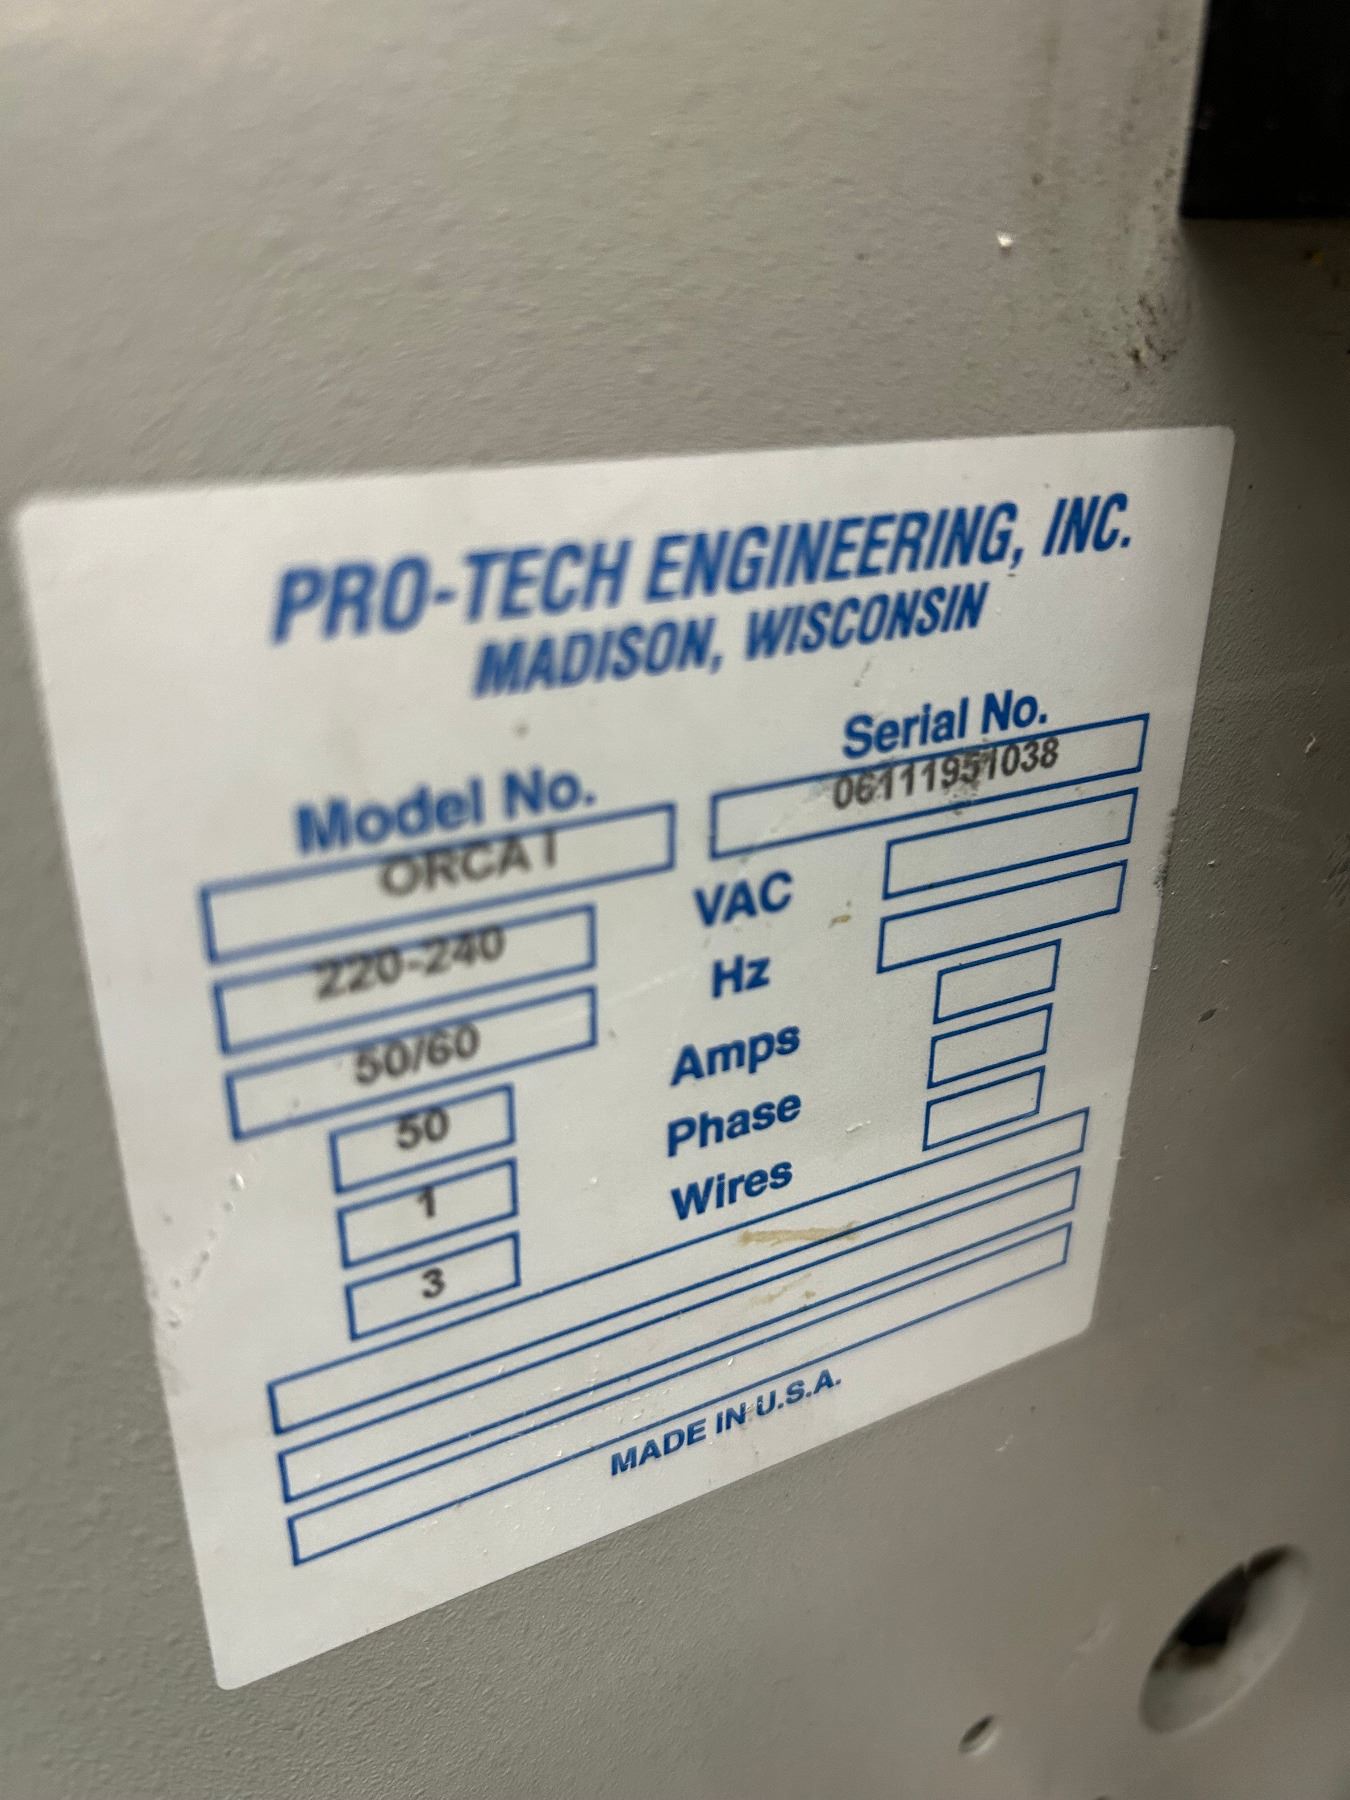 PRO-TECH ENGINEERING, INC.
MADISON, WISCONSIN
Model No.
Serial No.
ORCA I
06111951038
220-240
VAC
50/60
Hz
50
Amps
1
Phase
3
Wires
MADE IN U.S.A.